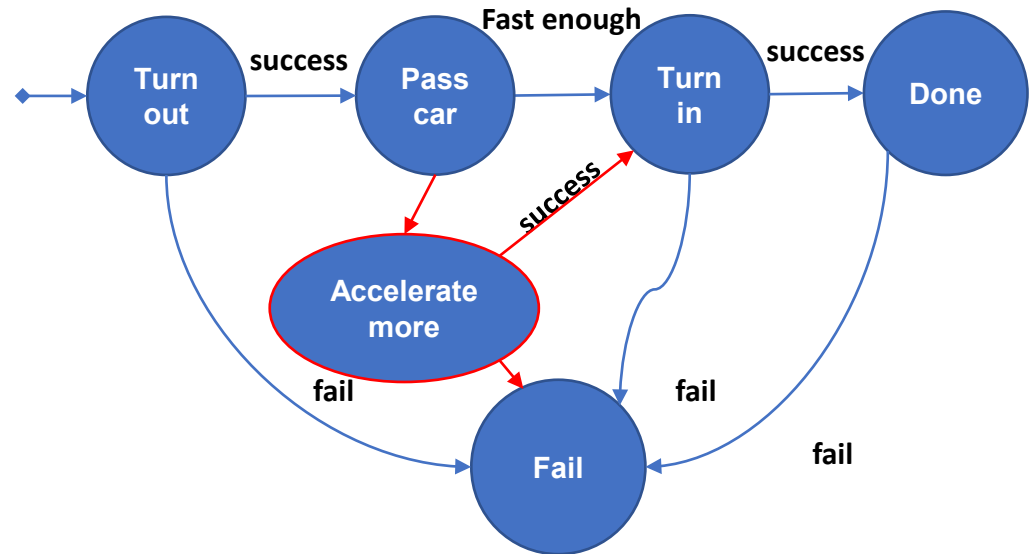 Fast enough
success
success
Turn
out
Pass
car
Turn
in
Done
success
Accelerate
more
fail
fail
fail
Fail